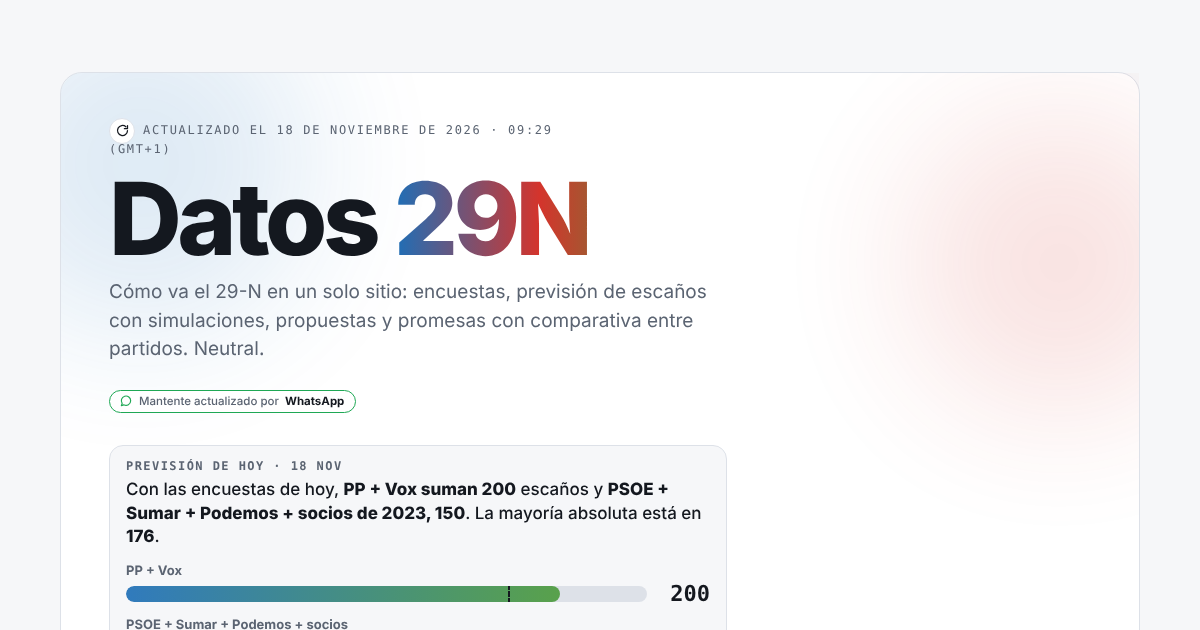 ACTUALIZADO EL 18 DE NOVIEMBRE DE 2026 · 09:29
(GMT+1)
Datos 29N
Cómo va el 29-N en un solo sitio: encuestas, previsión de escaños
con simulaciones, propuestas y promesas con comparativa entre
partidos. Neutral.
Mantente actualizado por WhatsApp
PREVISIÓN DE HOY · 18 NOV
Con las encuestas de hoy, PP + Vox suman 200 escaños y PSOE +
Sumar + Podemos + socios de 2023, 150. La mayoría absoluta está en
176.
PP + Vox
200
PSOE + Sumar + Podemos + socios